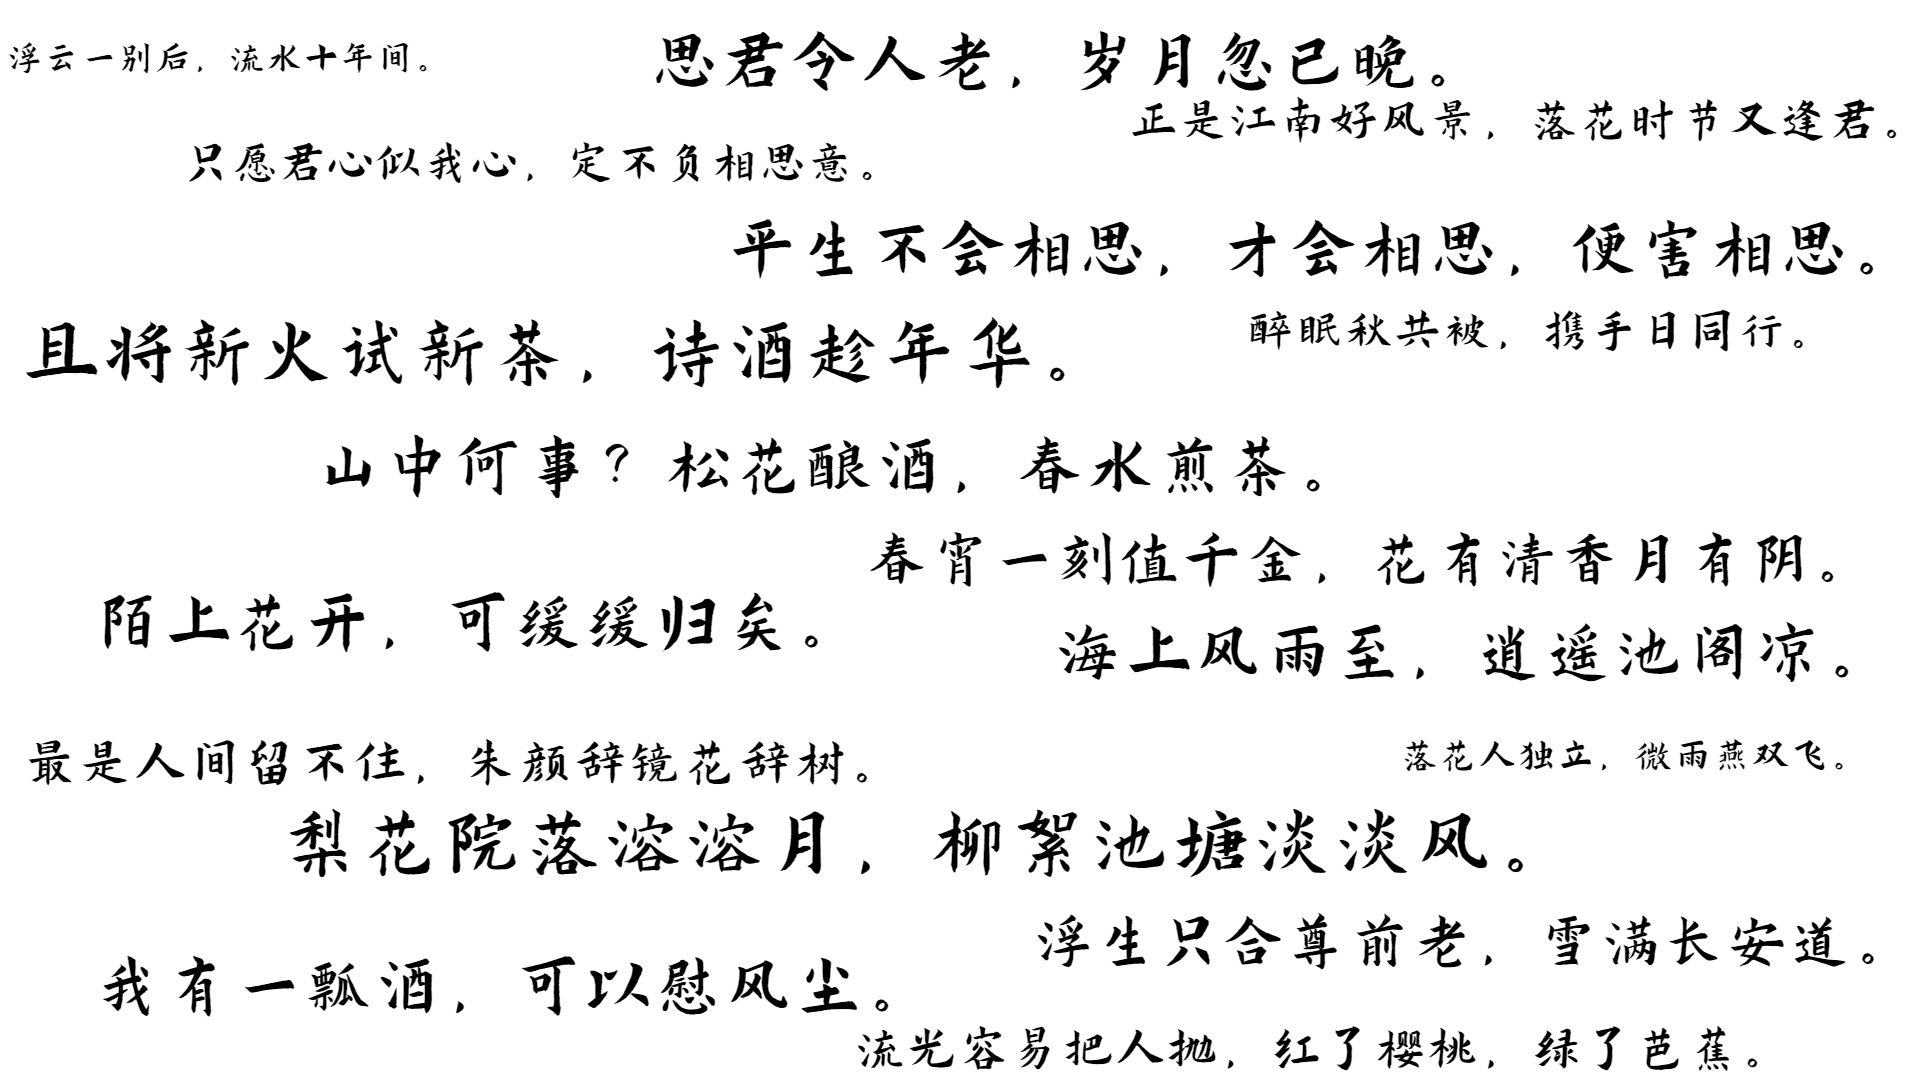 浮云一别后，流水十年间。
思君令人老，岁月忽已晚。
正是江南好风景，落花时节又逢君。
只愿君心似我心，定不负相思意。
平生不会相思，才会相思，便害相思。
且将新火试新茶，诗酒趁年华。
醉眠秋共被，携手日同行。
山中何事？松花酿酒，春水煎茶。
春宵一刻值千金，花有清香月有阴。
陌上花开，可缓缓归矣。
海上风雨至，逍遥池阁凉。
最是人间留不住，朱颜辞镜花辞树。
落花人独立，微雨燕双飞。
梨花院落溶溶月，柳絮池塘淡淡风。
浮生只合尊前老，雪满长安道。
我有一瓢酒，可以慰风尘。
流光容易把人抛，红了樱桃，绿了芭蕉。